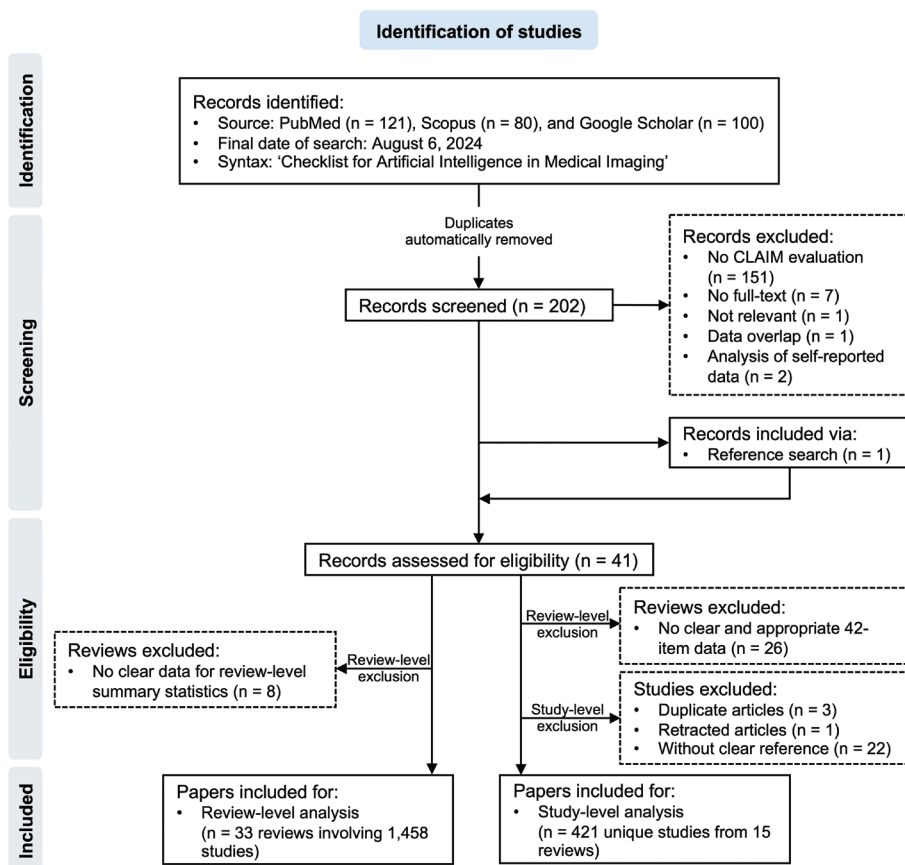 Identification of studies
Identification
Records identified:
• Source: PubMed (n = 121), Scopus (n = 80), and Google Scholar (n = 100)
• Final date of search: August 6, 2024
• Syntax: ‘Checklist for Artificial Intelligence in Medical Imaging’
Screening
Duplicates
automatically removed
Records screened (n = 202)
Records excluded:
• No CLAIM evaluation
(n = 151)
• No full-text (n = 7)
• Not relevant (n = 1)
• Data overlap (n = 1)
• Analysis of self-reported
data (n = 2)
Records included via:
• Reference search (n = 1)
Eligibility
Records assessed for eligibility (n = 41)
Reviews excluded:
• No clear data for review-level
summary statistics (n = 8)
Review-level
exclusion
Review-level
exclusion
Reviews excluded:
• No clear and appropriate 42-
item data (n = 26)
Study-level
exclusion
Studies excluded:
• Duplicate articles (n = 3)
• Retracted articles (n = 1)
• Without clear reference (n = 22)
Included
Papers included for:
• Review-level analysis
(n = 33 reviews involving 1,458
studies)
Papers included for:
• Study-level analysis
(n = 421 unique studies from 15
reviews)